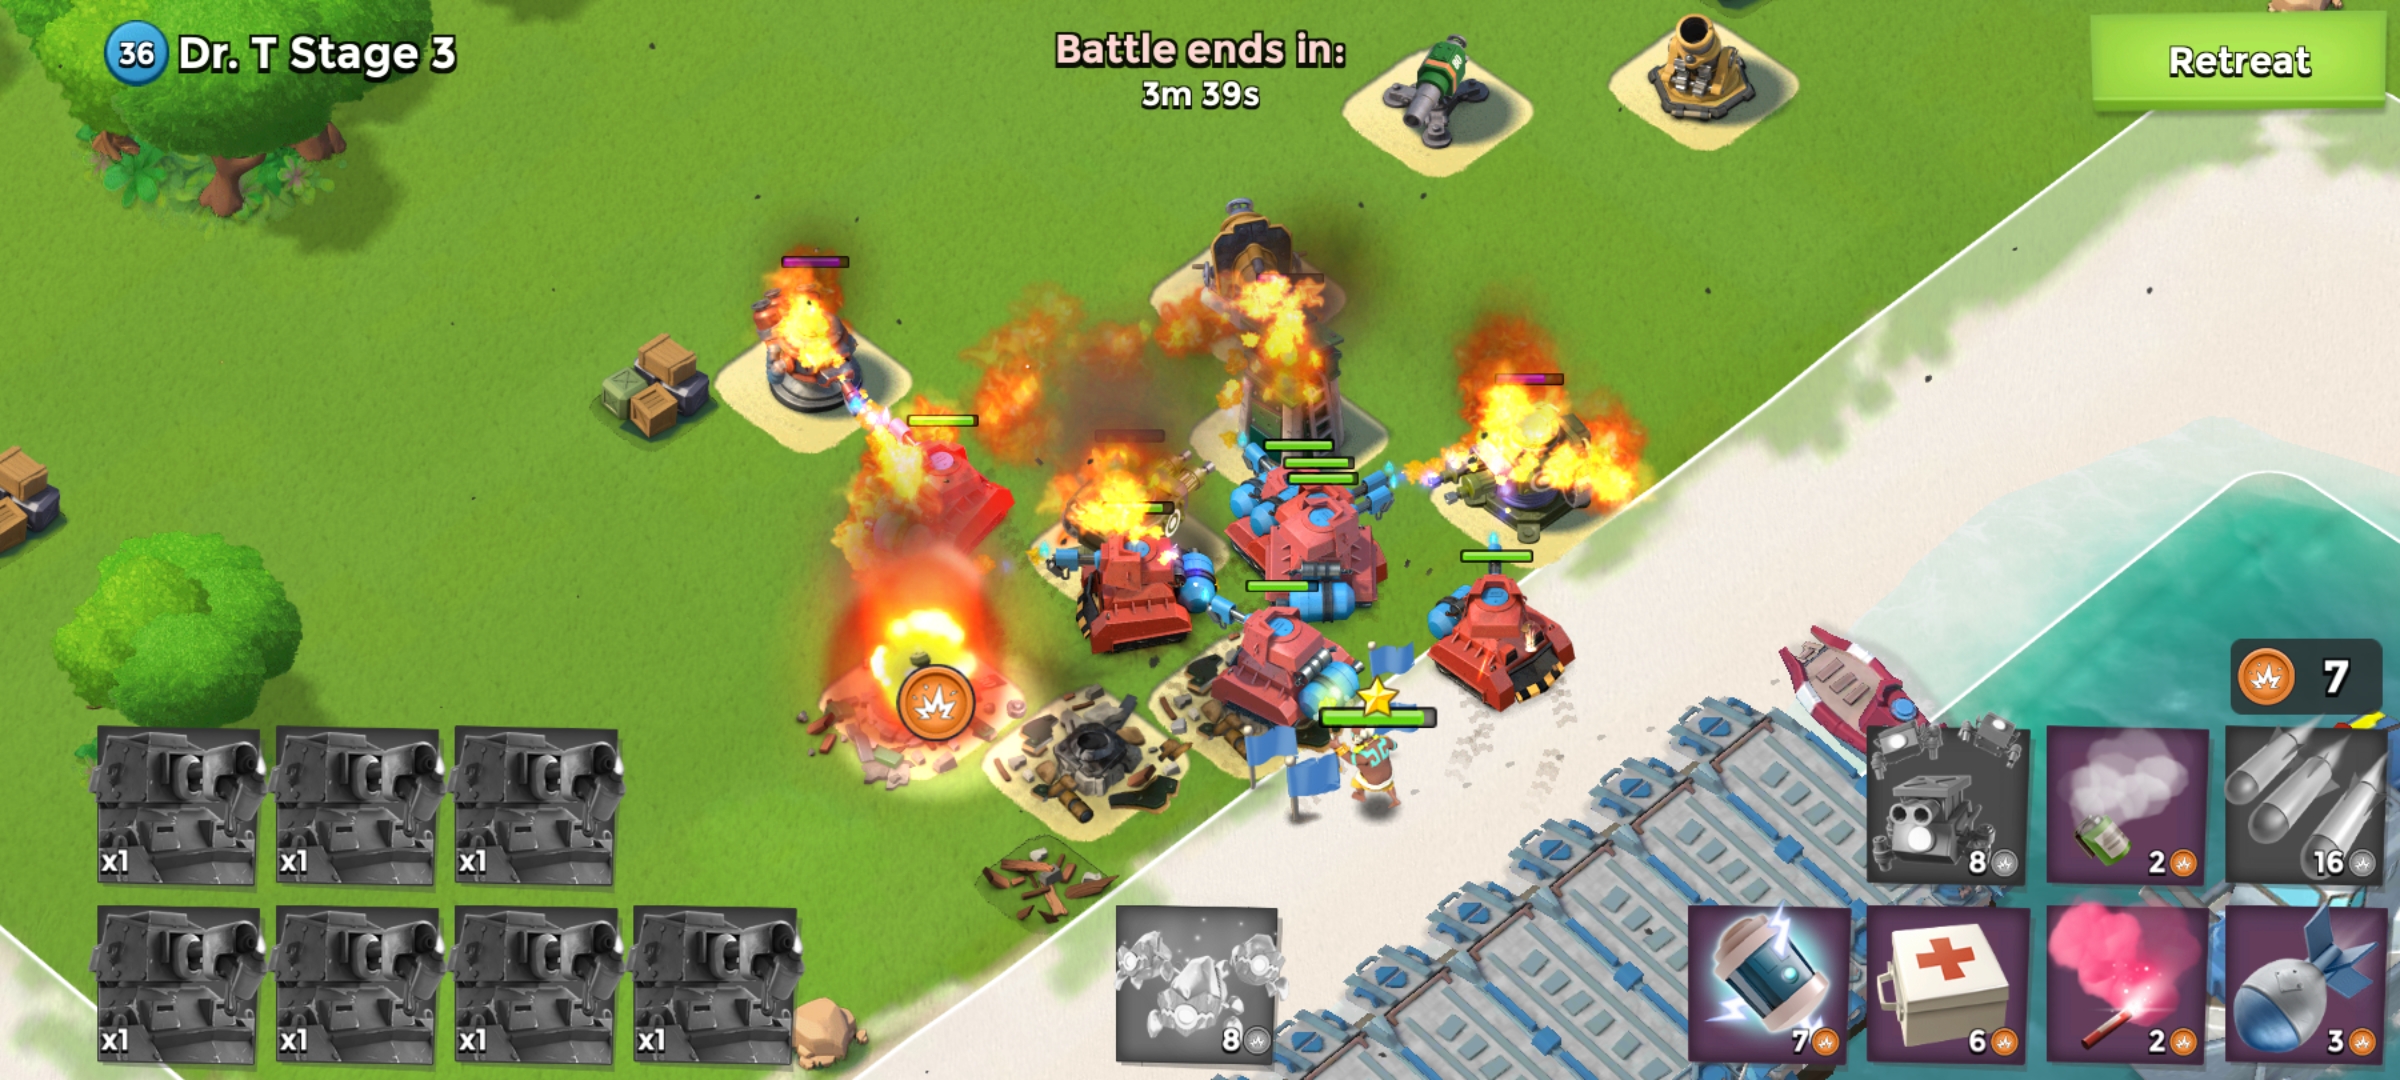 36 Dr. T Stage 3
Battle ends in:
3m 39s
Retreat
7
x1 x1 x1
8 2 16
x1 x1 x1 x1
8 7 6 2 3